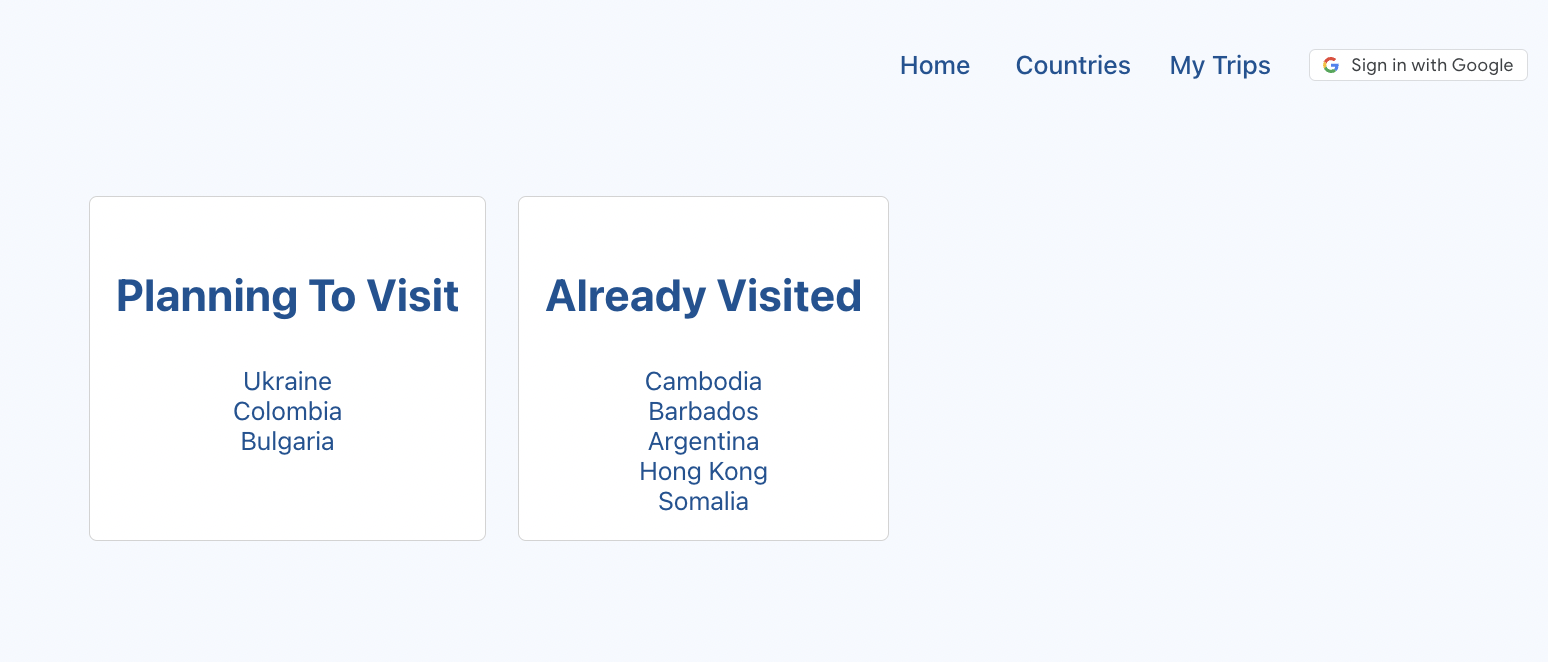 Home Countries My Trips Sign in with Google
Planning To Visit
Ukraine
Colombia
Bulgaria
Already Visited
Cambodia
Barbados
Argentina
Hong Kong
Somalia